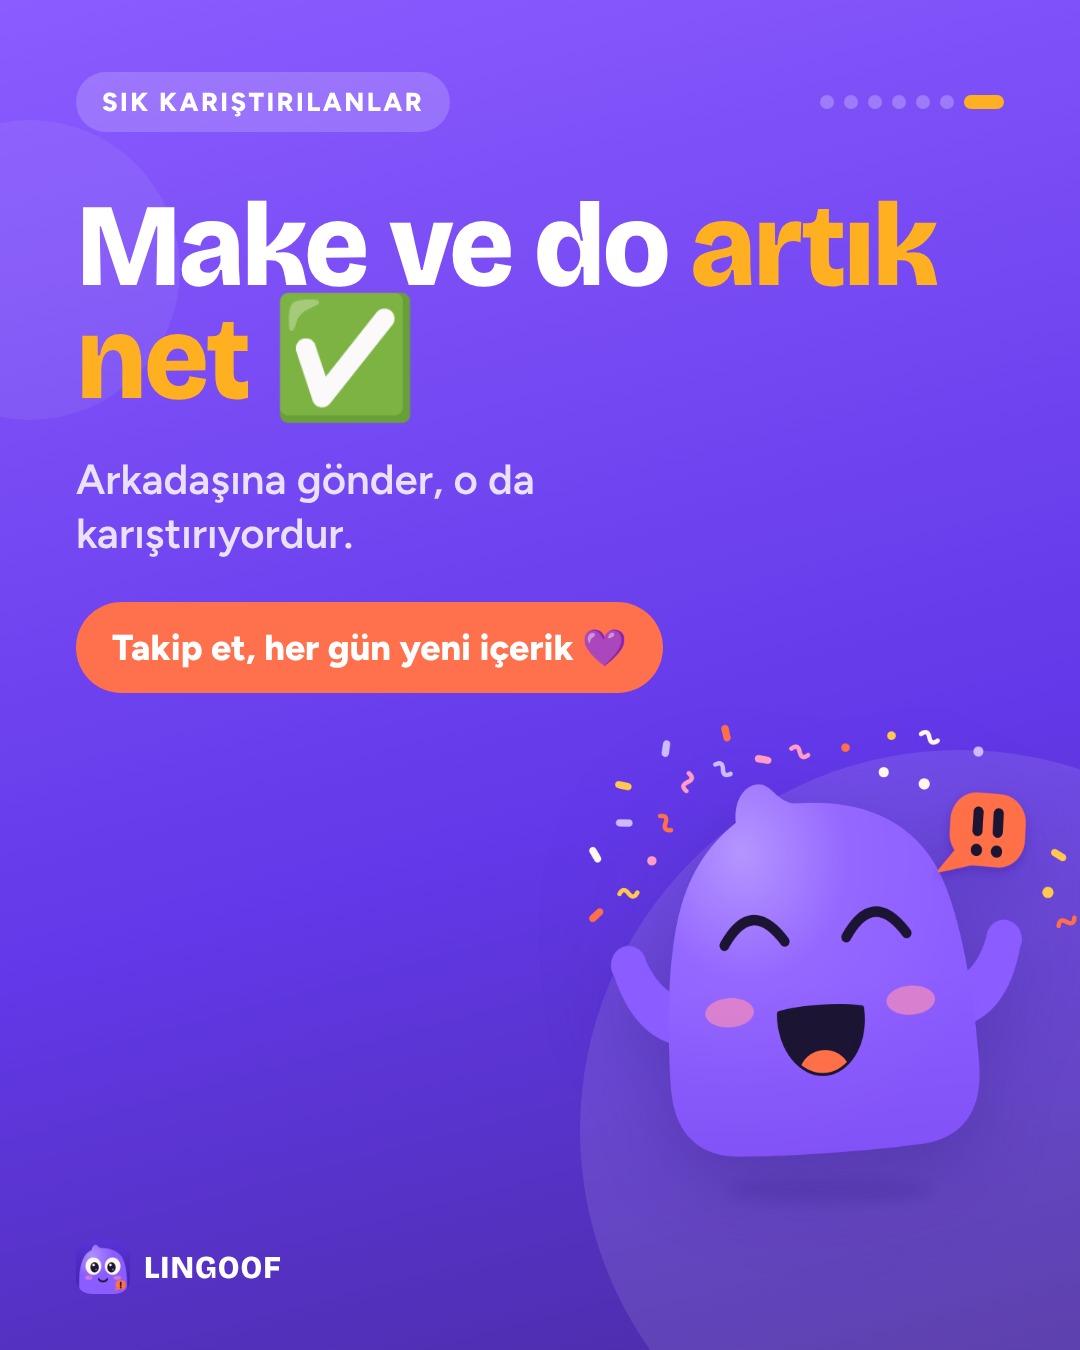 SIK KARIŞTIRILANLAR
Make ve do artık
net ✅
Arkadaşına gönder, o da
karıştırıyordur.
Takip et, her gün yeni içerik 💜
!!
LINGOOF